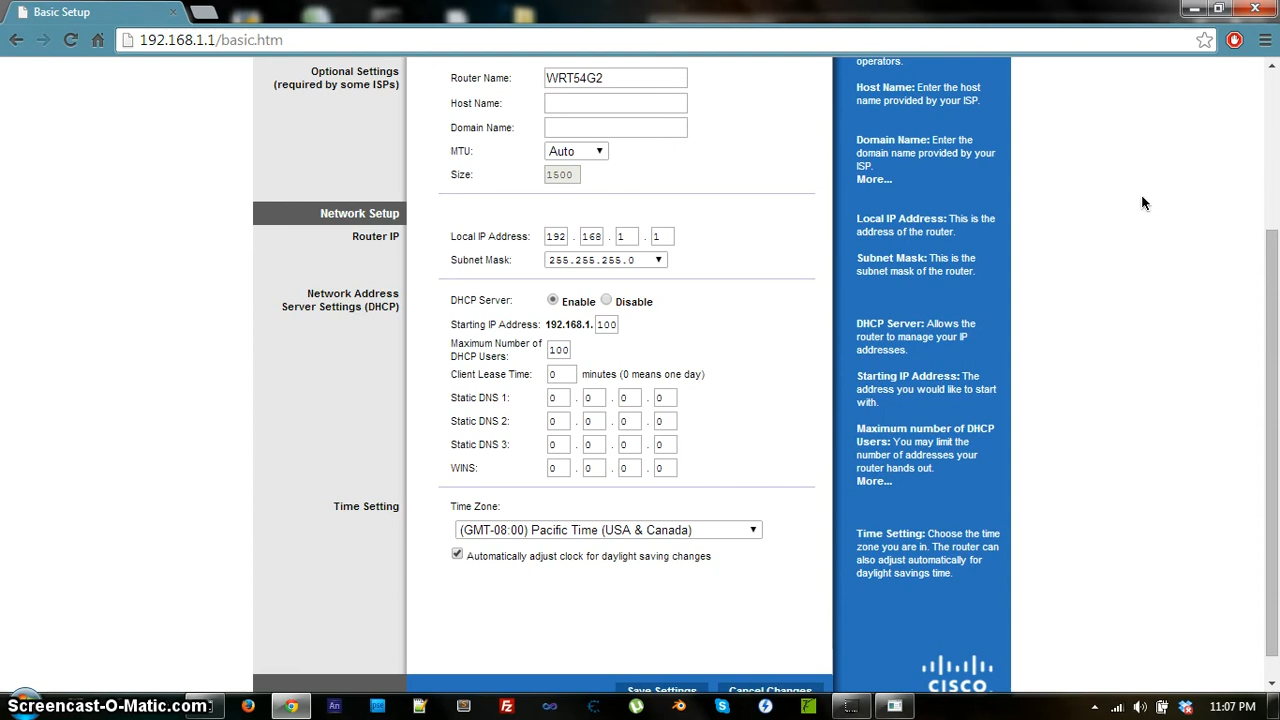 Basic Setup
192.168.1.1/basic.htm
Optional Settings
(required by some ISPs)
Router Name: WRT54G2
Host Name:
Domain Name:
MTU: Auto
Size: 1500
Network Setup
Router IP
Local IP Address: 192 . 168 . 1 . 1
Subnet Mask: 255.255.255.0
Network Address
Server Settings (DHCP)
DHCP Server: Enable Disable
Starting IP Address: 192.168.1. 100
Maximum Number of
DHCP Users: 100
Client Lease Time: 0 minutes (0 means one day)
Static DNS 1: 0 . 0 . 0 . 0
Static DNS 2: 0 . 0 . 0 . 0
Static DNS 3: 0 . 0 . 0 . 0
WINS: 0 . 0 . 0 . 0
Time Setting
Time Zone:
(GMT-08:00) Pacific Time (USA & Canada)
Automatically adjust clock for daylight saving changes
operators.
Host Name: Enter the host
name provided by your ISP.
Domain Name: Enter the
domain name provided by your
ISP.
More...
Local IP Address: This is the
address of the router.
Subnet Mask: This is the
subnet mask of the router.
DHCP Server: Allows the
router to manage your IP
addresses.
Starting IP Address: The
address you would like to start
with.
Maximum number of DHCP
Users: You may limit the
number of addresses your
router hands out.
More...
Time Setting: Choose the time
zone you are in. The router can
also adjust automatically for
daylight savings time.
CISCO
Save Settings Cancel Changes
Screencast-O-Matic.com
An
Fz
11:07 PM